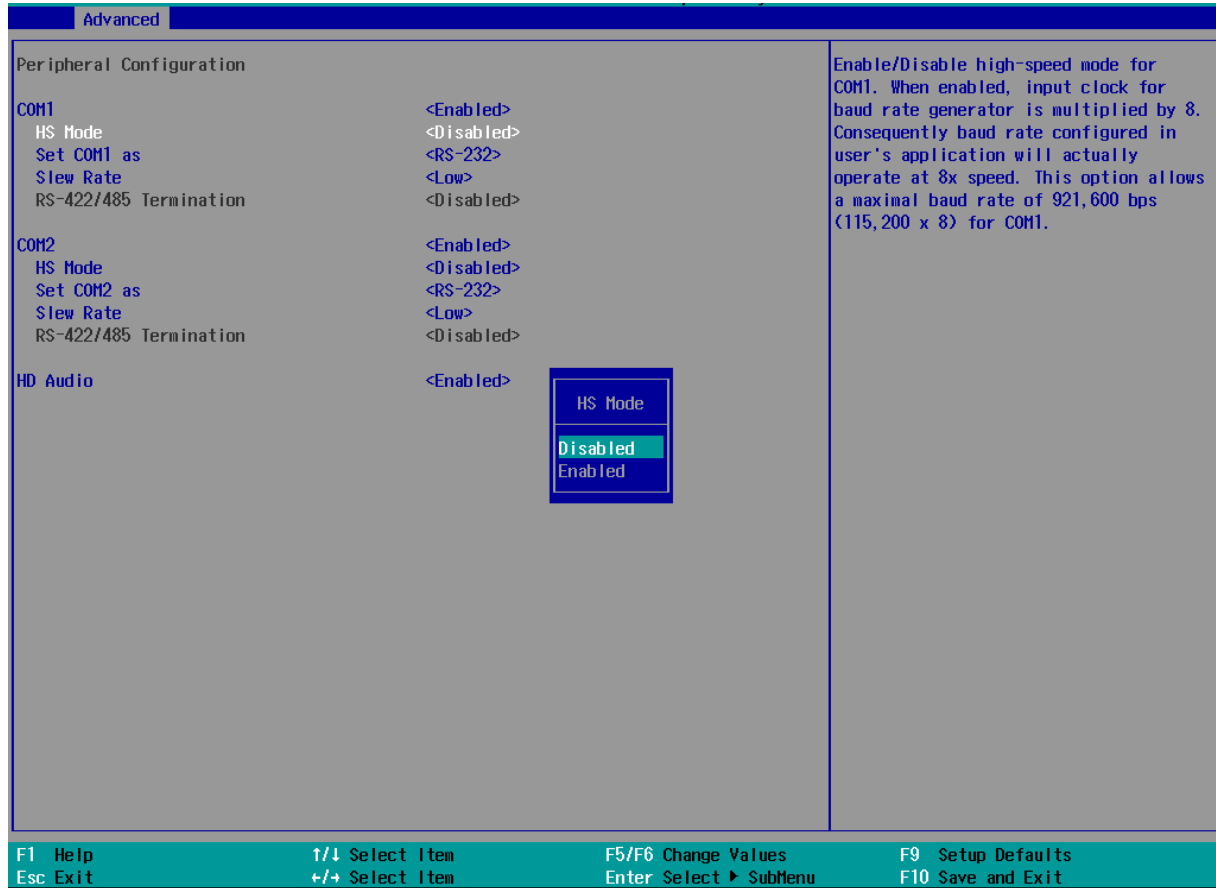 Advanced
Peripheral Configuration
COM1 <Enabled>
HS Mode <Disabled>
Set COM1 as <RS-232>
Slew Rate <Low>
RS-422/485 Termination <Disabled>
COM2 <Enabled>
HS Mode <Disabled>
Set COM2 as <RS-232>
Slew Rate <Low>
RS-422/485 Termination <Disabled>
HD Audio <Enabled>
HS Mode
Disabled
Enabled
Enable/Disable high-speed mode for
COM1. When enabled, input clock for
baud rate generator is multiplied by 8.
Consequently baud rate configured in
user's application will actually
operate at 8x speed. This option allows
a maximal baud rate of 921,600 bps
(115,200 x 8) for COM1.
F1 Help ↑/↓ Select Item F5/F6 Change Values F9 Setup Defaults
Esc Exit ←/→ Select Item Enter Select ▶ SubMenu F10 Save and Exit